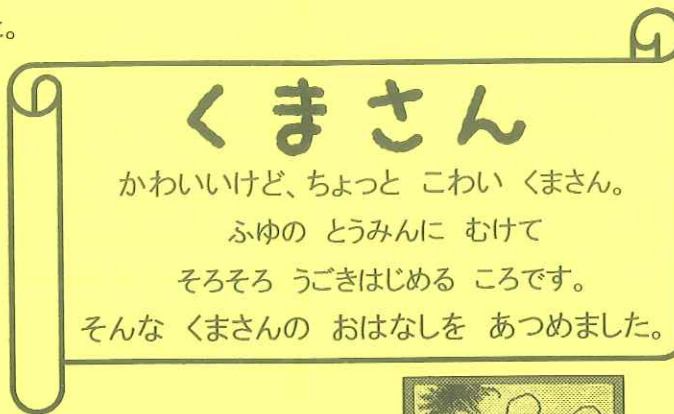 と。
くまさん
かわいいけど、ちょっと こわい くまさん。
ふゆの とうみんに むけて
そろそろ うごきはじめる ころです。
そんな くまさんの おはなしを あつめました。